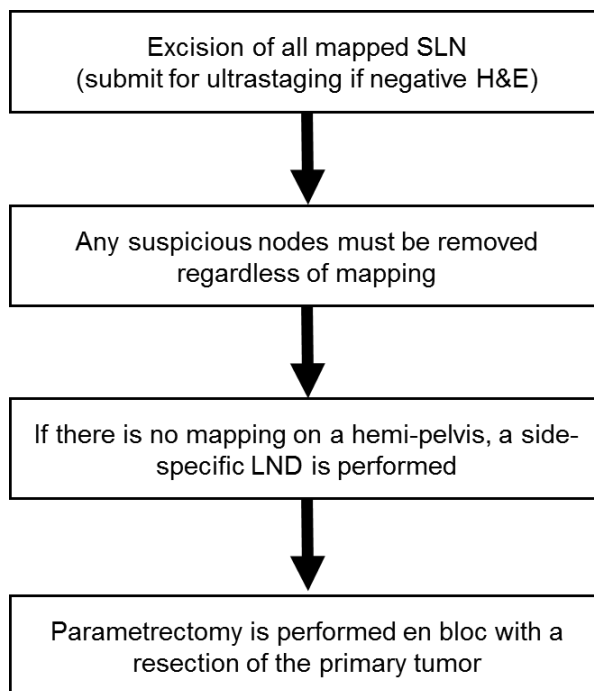 Excision of all mapped SLN
(submit for ultrastaging if negative H&E)
Any suspicious nodes must be removed
regardless of mapping
If there is no mapping on a hemi-pelvis, a side-
specific LND is performed
Parametrectomy is performed en bloc with a
resection of the primary tumor